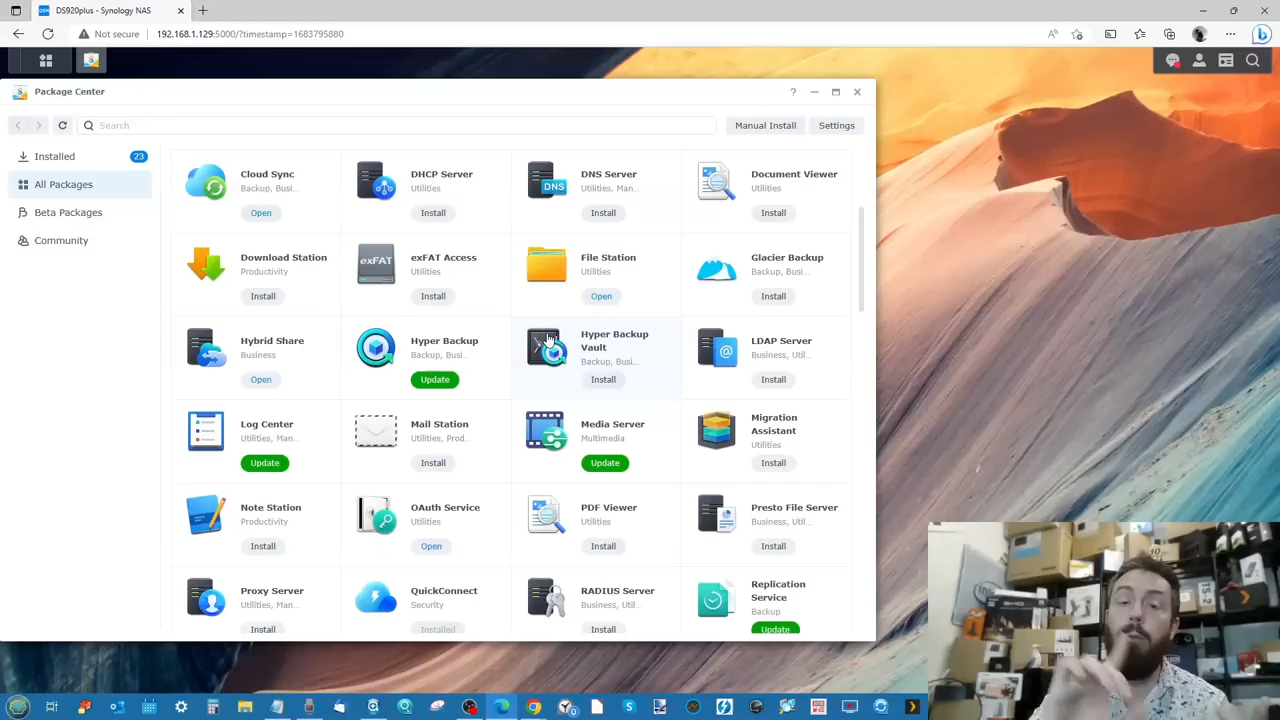 DS920plus - Synology NAS
Not secure
192.168.1.129:5000/?timestamp=1683795880
Package Center
Search
Manual Install
Settings
Installed
23
All Packages
Beta Packages
Community
Cloud Sync
Backup, Busi...
Open
DHCP Server
Utilities
Install
DNS
DNS Server
Utilities, Man...
Install
Document Viewer
Utilities
Install
Download Station
Productivity
Install
exFAT
exFAT Access
Utilities
Install
File Station
Utilities
Open
Glacier Backup
Backup, Busi...
Install
Hybrid Share
Business
Open
Hyper Backup
Backup, Busi...
Update
Hyper Backup
Vault
Backup, Busi...
Install
LDAP Server
Business, Util...
Install
Log Center
Utilities, Man...
Update
Mail Station
Utilities, Prod...
Install
Media Server
Multimedia
Update
Migration
Assistant
Utilities
Install
Note Station
Productivity
Install
OAuth Service
Utilities
Open
PDF Viewer
Utilities
Install
Presto File Server
Business, Util...
Install
Proxy Server
Utilities, Man...
Install
QuickConnect
Security
Installed
RADIUS Server
Business, Util...
Install
Replication
Service
Backup
Update